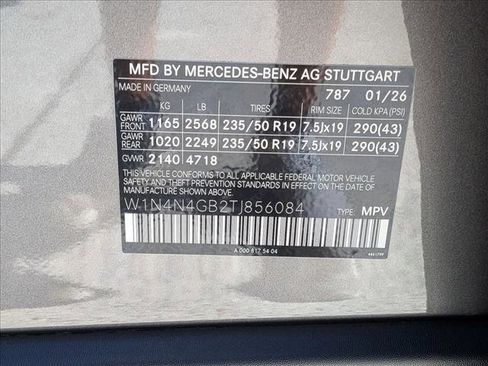 MFD BY MERCEDES-BENZ AG STUTTGART
MADE IN GERMANY 787 01/26
KG LB TIRES RIM SIZE COLD KPA (PSI)
GAWR FRONT 1165 2568 235/50 R19 7.5Jx19 290(43)
GAWR REAR 1020 2249 235/50 R19 7.5Jx19 290(43)
GVWR 2140 4718
THIS VEHICLE CONFORMS TO ALL APPLICABLE FEDERAL MOTOR VEHICLE
SAFETY STANDARDS IN EFFECT ON THE DATE OF
MANUFACTURE SHOWN ABOVE.
W1N4N4GB2TJ856084 TYPE: MPV
A 000 817 54 04